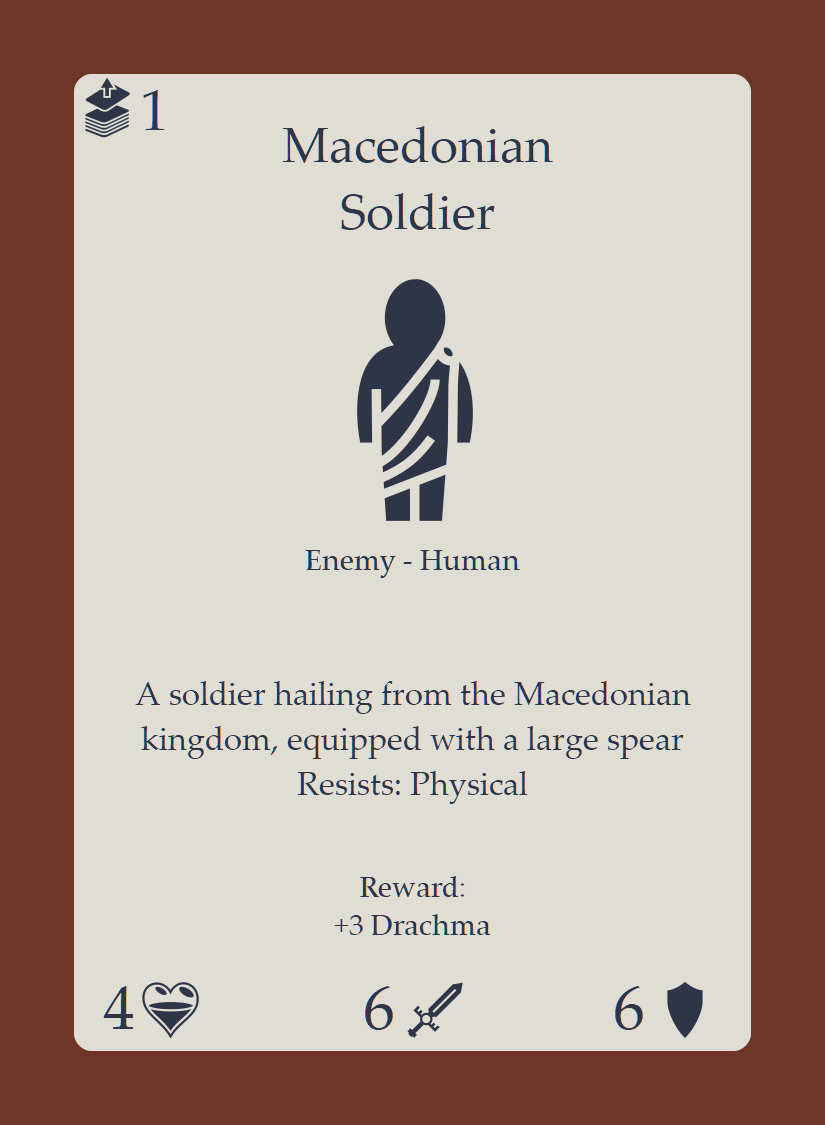 1
Macedonian
Soldier
Enemy - Human
A soldier hailing from the Macedonian
kingdom, equipped with a large spear
Resists: Physical
Reward:
+3 Drachma
4 6 6